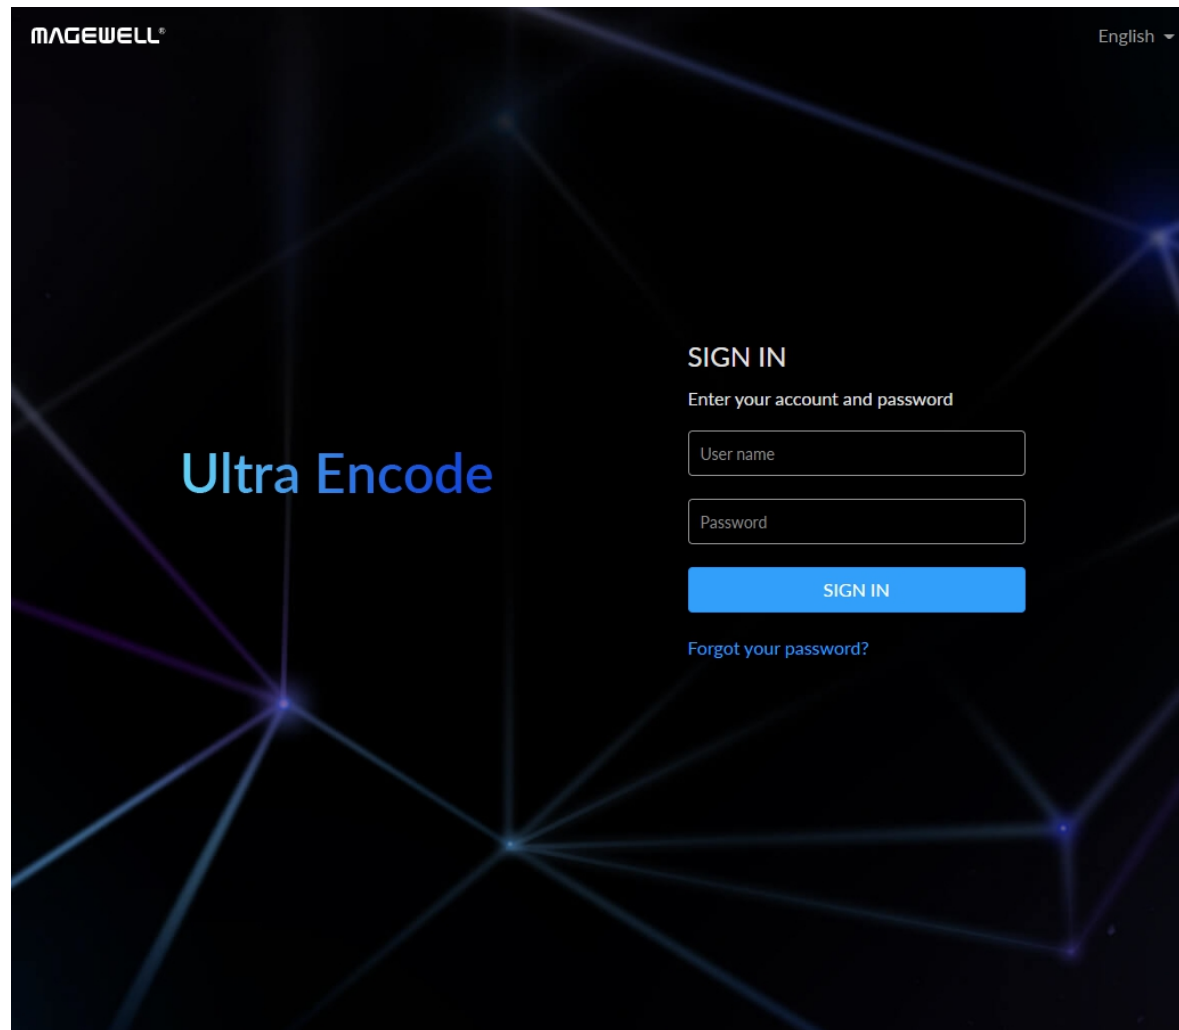 MAGEWELL®
English
SIGN IN
Enter your account and password
Ultra Encode
User name
Password
SIGN IN
Forgot your password?